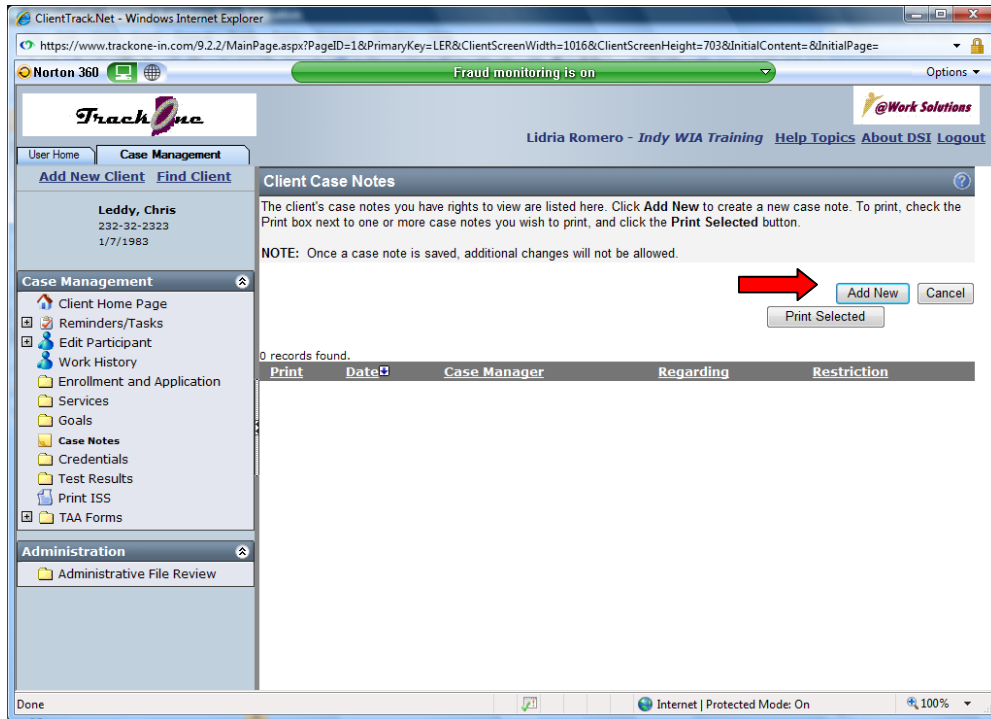 ClientTrack.Net - Windows Internet Explorer
https://www.trackone-in.com/9.2.2/MainPage.aspx?PageID=1&PrimaryKey=LER&ClientScreenWidth=1016&ClientScreenHeight=703&InitialContent=&InitialPage=
Norton 360
Fraud monitoring is on
Options
Track One
@Work Solutions
Lidria Romero - Indy WIA Training Help Topics About DSI Logout
User Home Case Management
Add New Client Find Client
Leddy, Chris
232-32-2323
1/7/1983
Case Management
Client Home Page
Reminders/Tasks
Edit Participant
Work History
Enrollment and Application
Services
Goals
Case Notes
Credentials
Test Results
Print ISS
TAA Forms
Administration
Administrative File Review
Client Case Notes
The client's case notes you have rights to view are listed here. Click Add New to create a new case note. To print, check the
Print box next to one or more case notes you wish to print, and click the Print Selected button.
NOTE: Once a case note is saved, additional changes will not be allowed.
Add New Cancel
Print Selected
0 records found.
Print Date Case Manager Regarding Restriction
Done
Internet | Protected Mode: On
100%